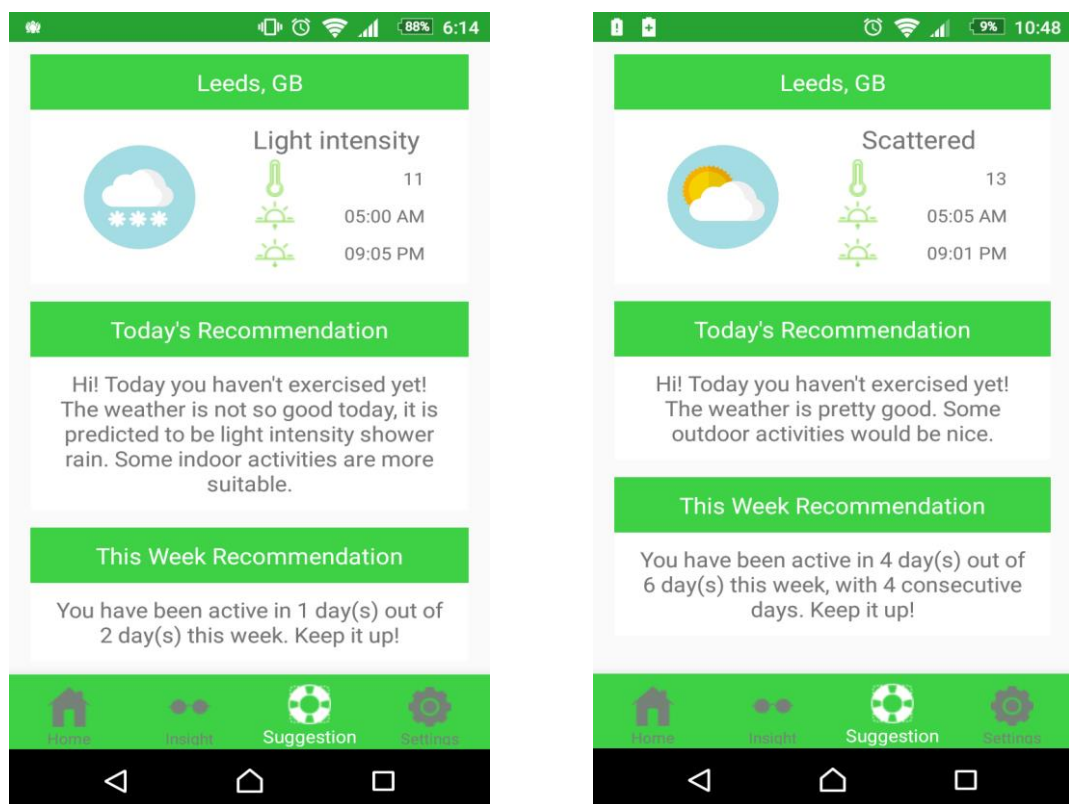 88% 6:14
Leeds, GB
Light intensity
11
05:00 AM
09:05 PM
Today's Recommendation
Hi! Today you haven't exercised yet!
The weather is not so good today, it is
predicted to be light intensity shower
rain. Some indoor activities are more
suitable.
This Week Recommendation
You have been active in 1 day(s) out of
2 day(s) this week. Keep it up!
Home Insight Suggestion Settings
9% 10:48
Leeds, GB
Scattered
13
05:05 AM
09:01 PM
Today's Recommendation
Hi! Today you haven't exercised yet!
The weather is pretty good. Some
outdoor activities would be nice.
This Week Recommendation
You have been active in 4 day(s) out of
6 day(s) this week, with 4 consecutive
days. Keep it up!
Home Insight Suggestion Settings